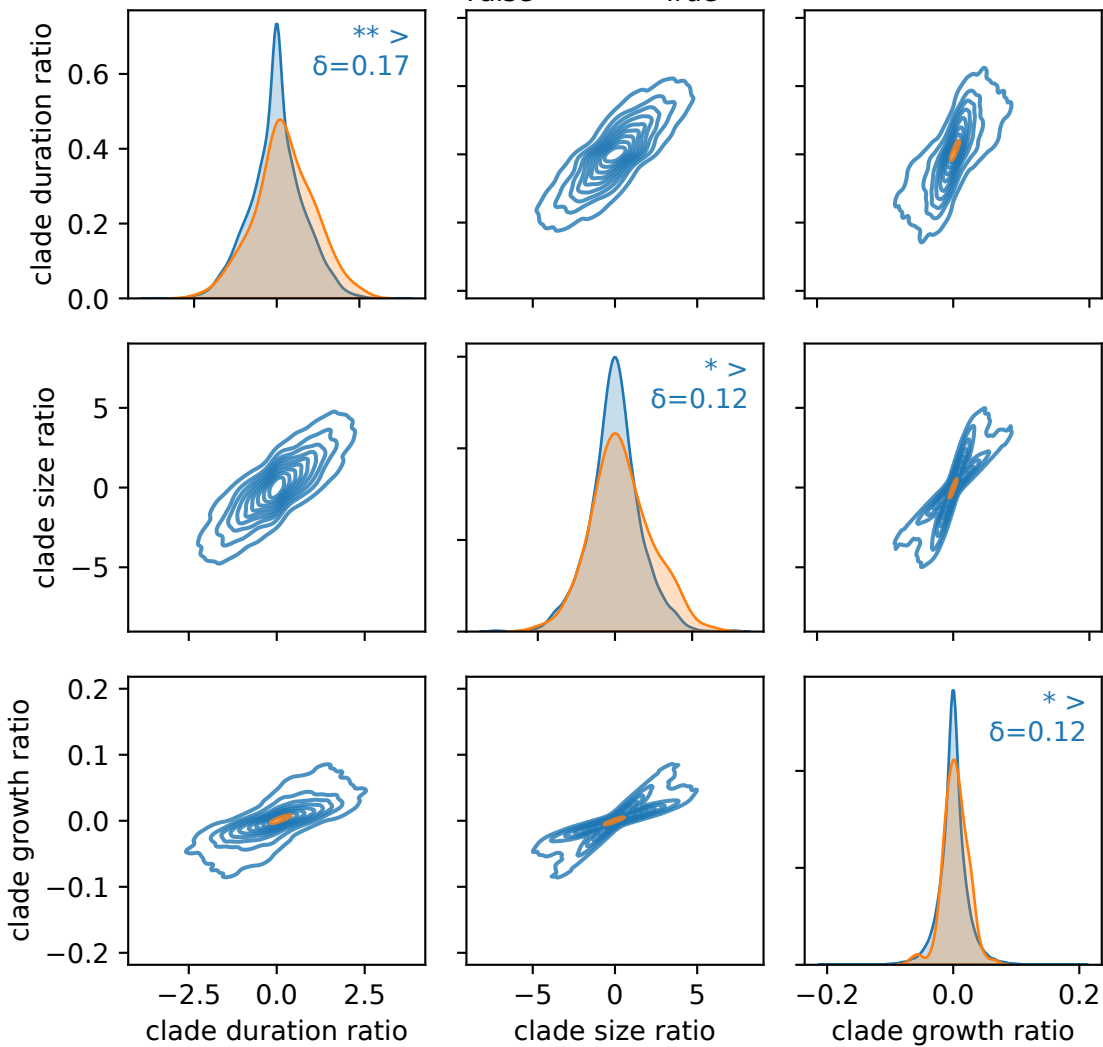 False True
clade duration ratio
0.6
0.4
0.2
0.0
** >
δ=0.17
clade size ratio
5
0
−5
* >
δ=0.12
clade growth ratio
0.2
0.1
0.0
−0.1
−0.2
* >
δ=0.12
−2.5 0.0 2.5
−5 0 5
−0.2 0.0 0.2
clade duration ratio
clade size ratio
clade growth ratio